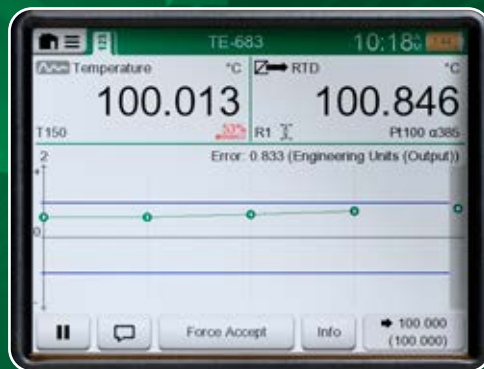 TE-683
10:18
Temperature °C
100.013
T150
53%
RTD °C
100.846
R1
Pt100 α385
2
Error: 0.833 (Engineering Units (Output))
0
Force Accept
Info
100.000
(100.000)